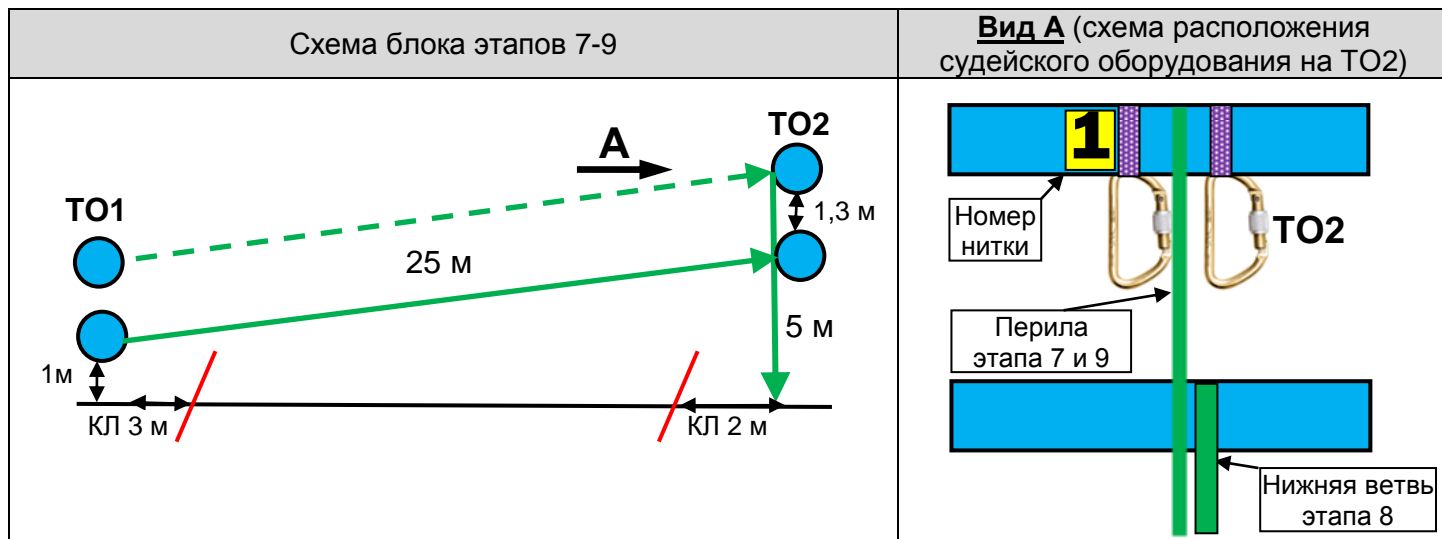 Схема блока этапов 7-9
Вид А (схема расположения
судейского оборудования на ТО2)
ТО2
А
ТО1
1,3 м
25 м
5 м
1м
КЛ 3 м
КЛ 2 м
1
Номер
нитки
ТО2
Перила
этапа 7 и 9
Нижняя ветвь
этапа 8